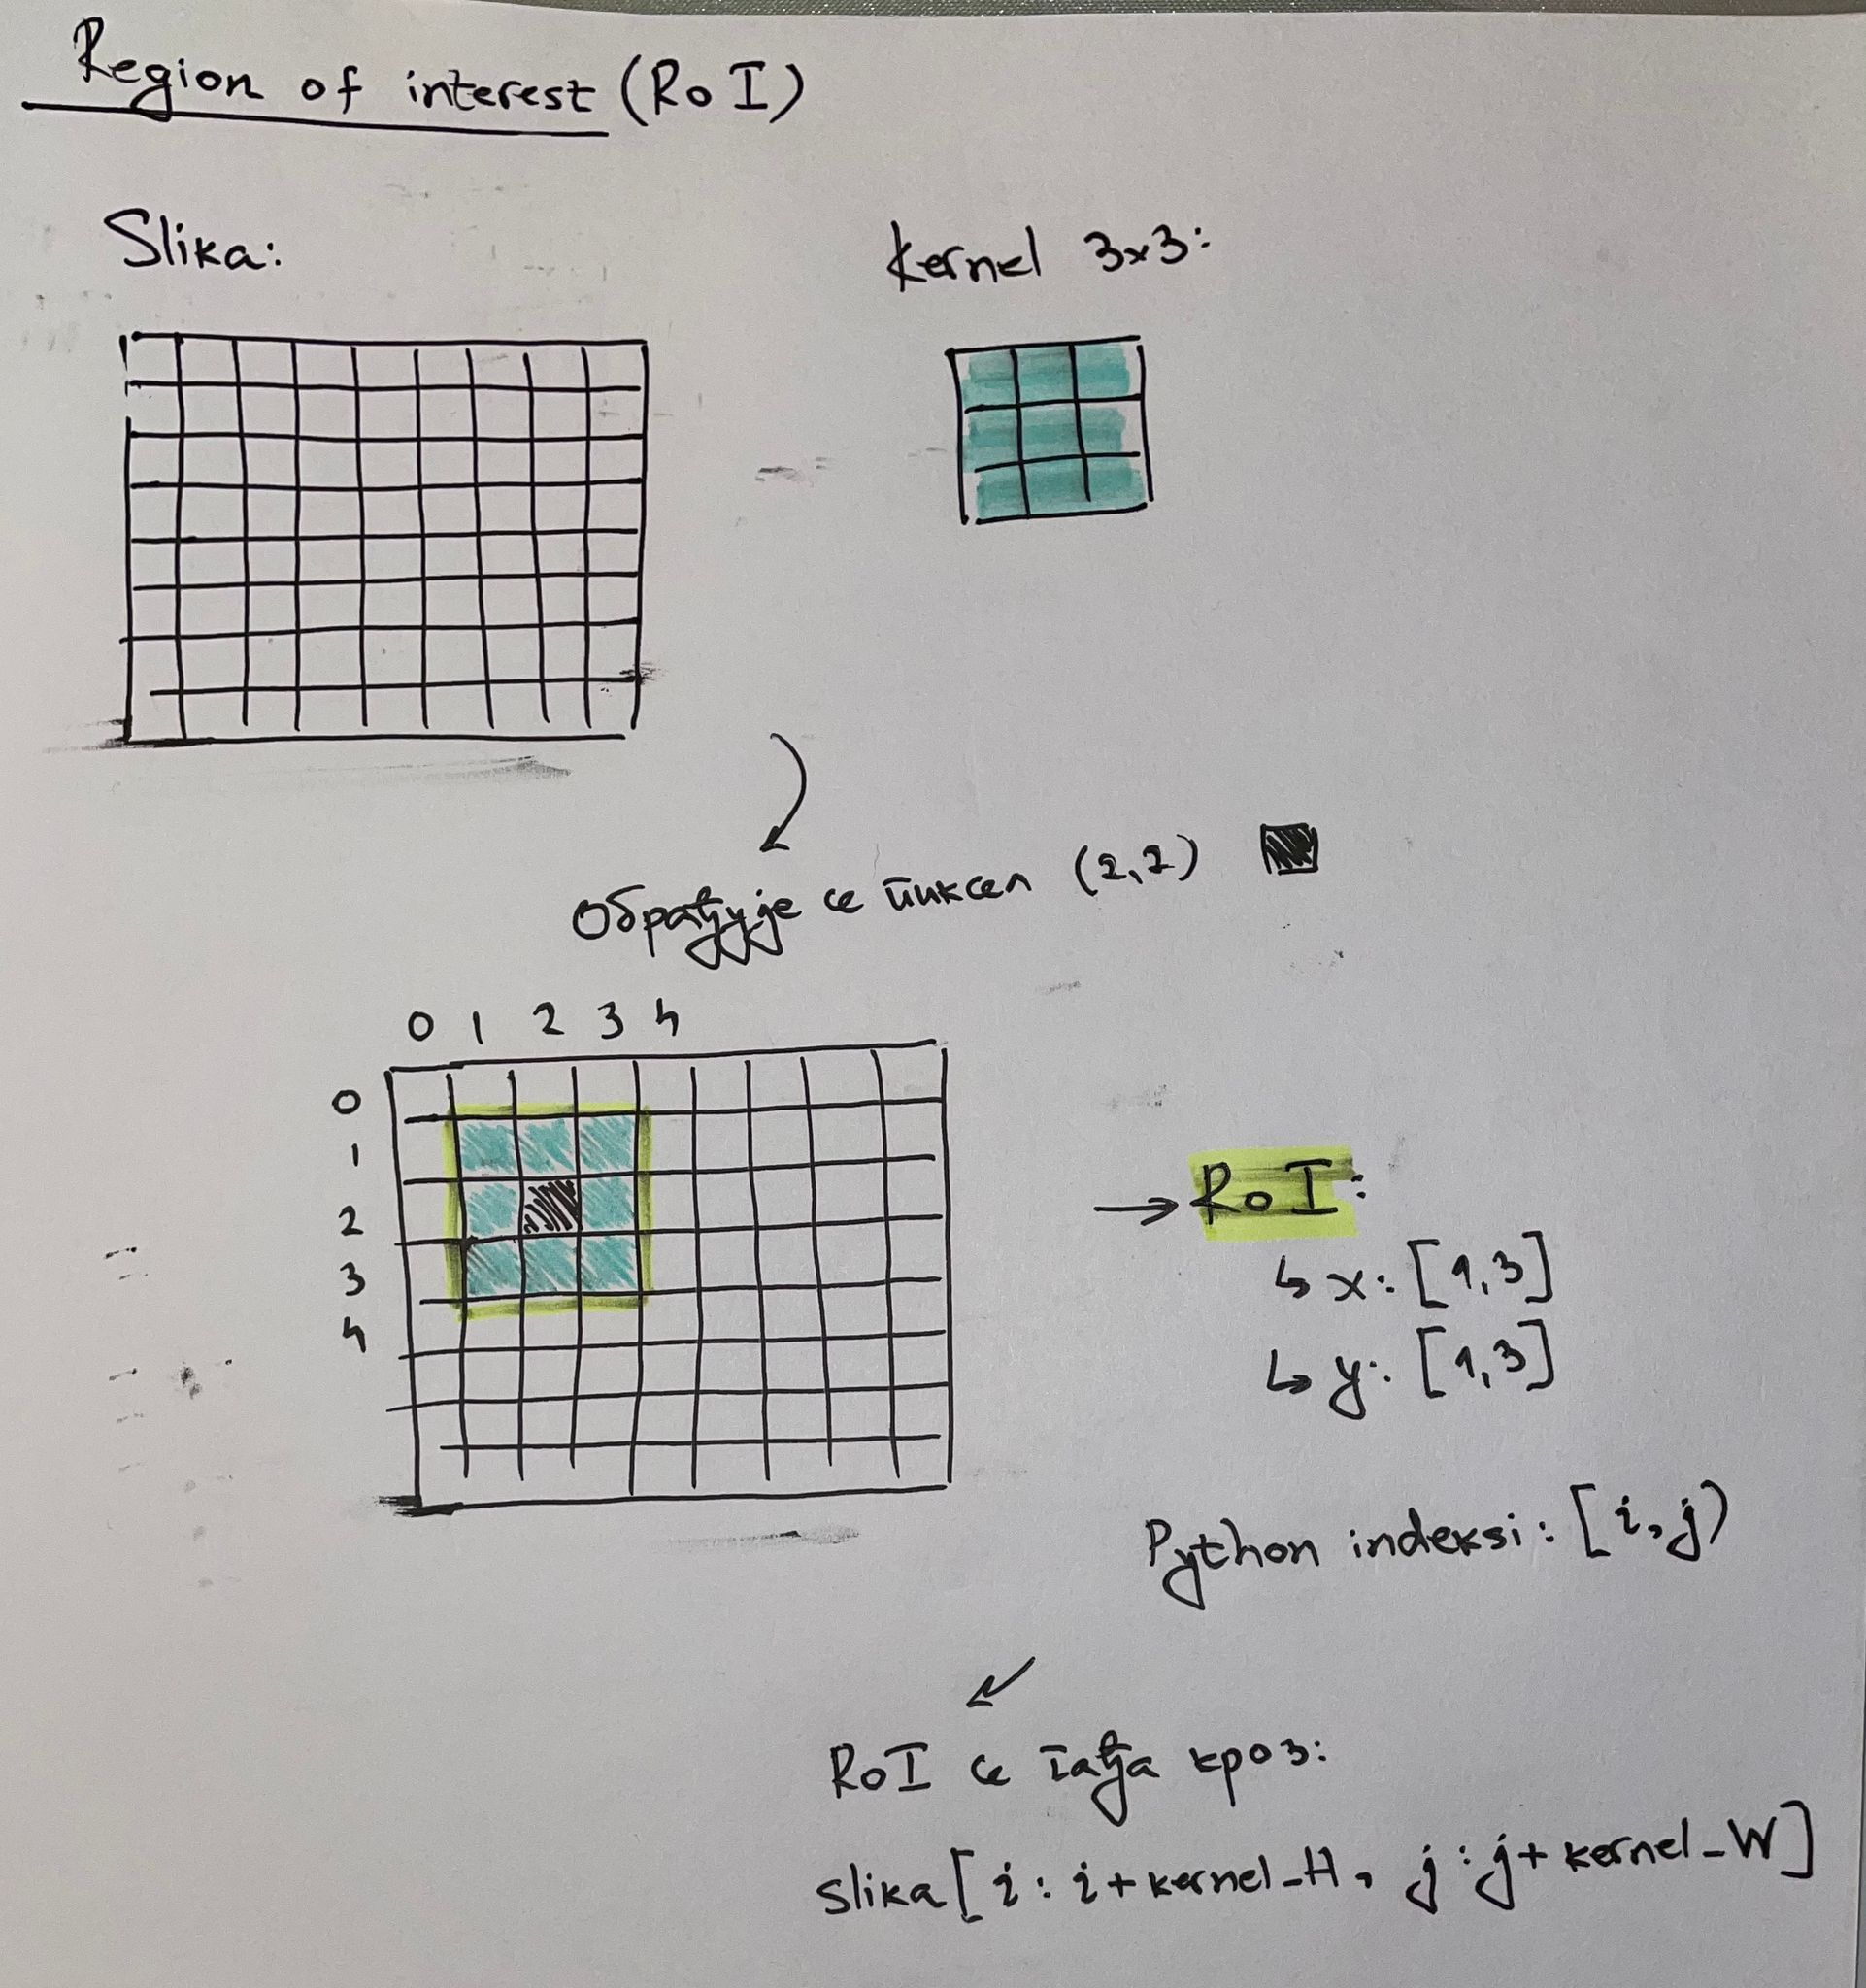 Region of interest (RoI)
Slika:
Kernel 3x3:
Обрађује се пиксел (2,2)
0 1 2 3 4
0
1
2
3
4
→ RoI:
↳ x: [1,3]
↳ y: [1,3]
Python indeksi: [i,j)
RoI се гађа кроз:
slika[i:i+kernel_H, j:j+kernel_W]